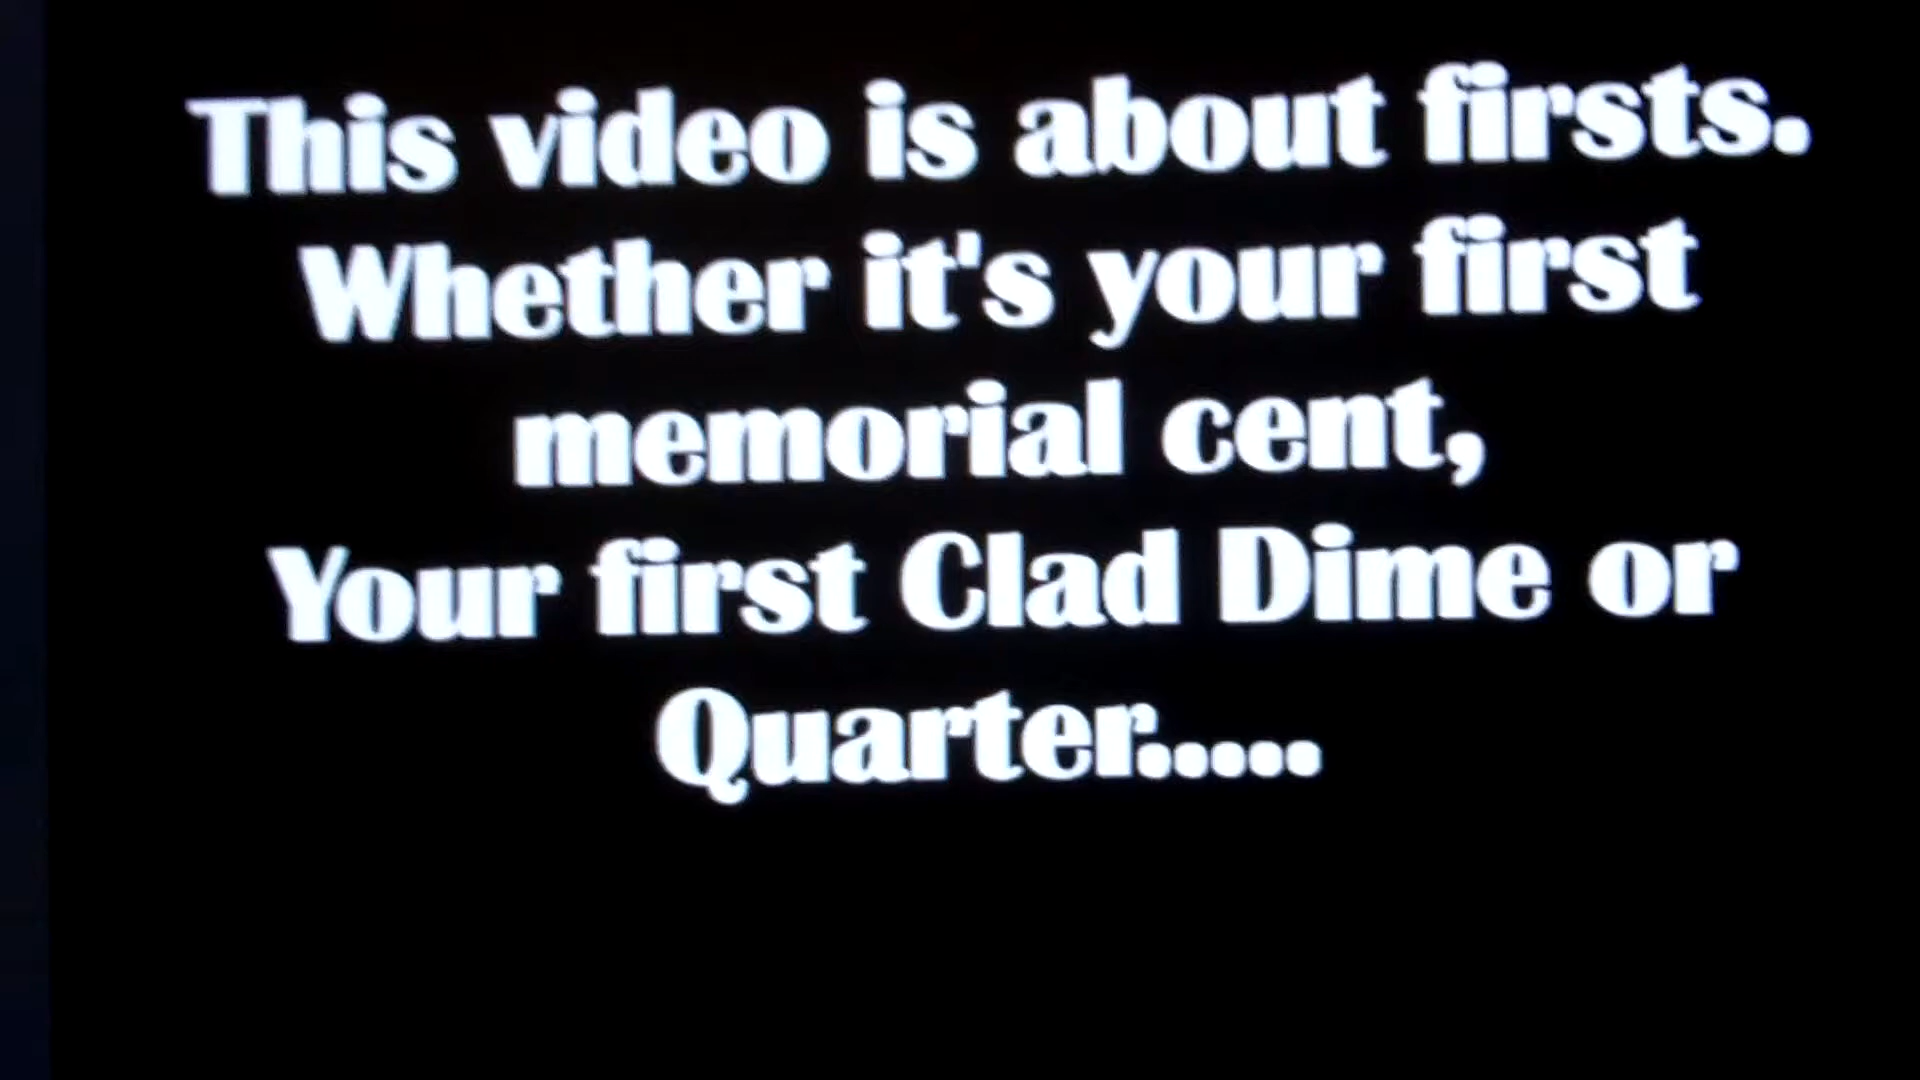 This video is about firsts.
Whether it's your first
memorial cent,
Your first Clad Dime or
Quarter.....